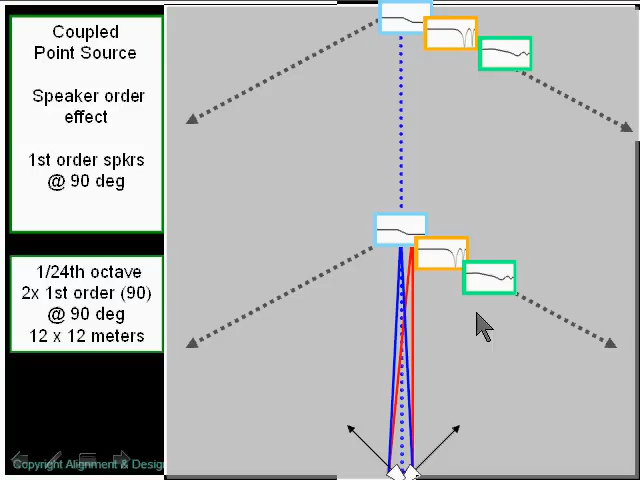 Coupled
Point Source
Speaker order
effect
1st order spkrs
@ 90 deg
1/24th octave
2x 1st order (90)
@ 90 deg
12 x 12 meters
Copyright Alignment & Design